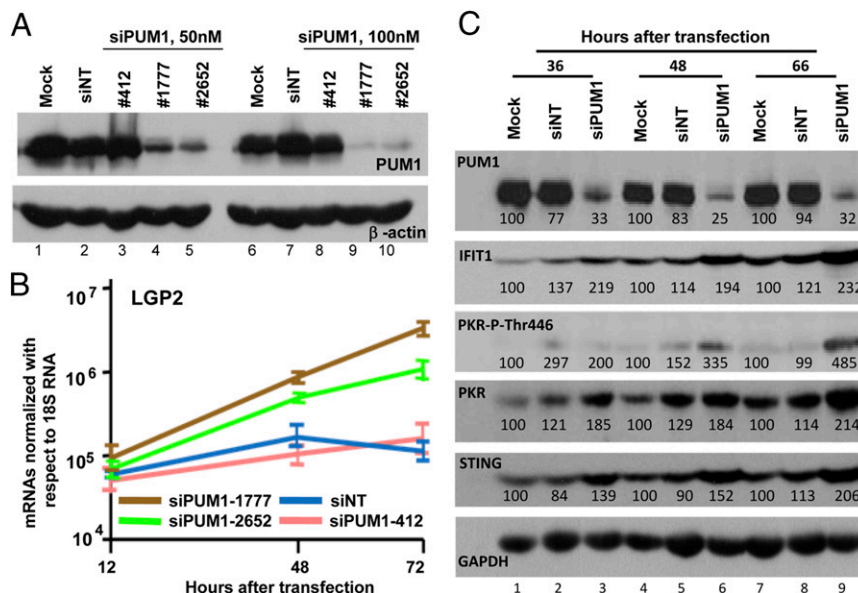 A
siPUM1, 50nM
siPUM1, 100nM
Mock
siNT
#412
#1777
#2652
Mock
siNT
#412
#1777
#2652
PUM1
β -actin
1 2 3 4 5 6 7 8 9 10
B
LGP2
mRNAs normalized with
respect to 18S RNA
10^7
10^6
10^5
10^4
siPUM1-1777
siNT
siPUM1-2652
siPUM1-412
12 48 72
Hours after transfection
C
Hours after transfection
36 48 66
Mock
siNT
siPUM1
Mock
siNT
siPUM1
Mock
siNT
siPUM1
PUM1
100 77 33 100 83 25 100 94 32
IFIT1
100 137 219 100 114 194 100 121 232
PKR-P-Thr446
100 297 200 100 152 335 100 99 485
PKR
100 121 185 100 129 184 100 114 214
STING
100 84 139 100 90 152 100 113 206
GAPDH
1 2 3 4 5 6 7 8 9